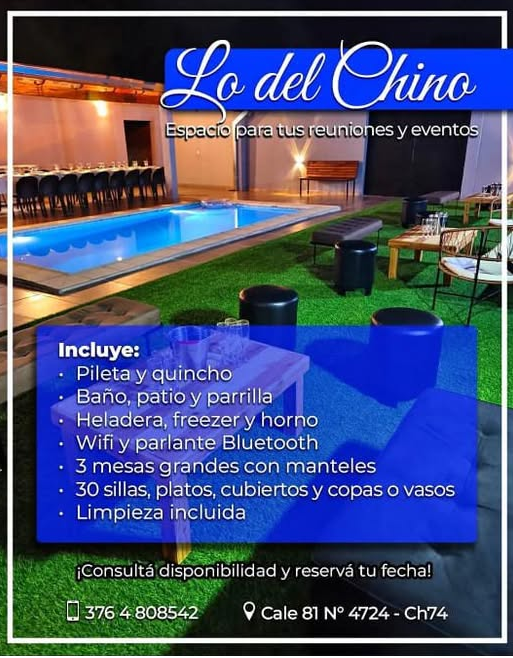 Lo del Chino
Espacio para tus reuniones y eventos
Incluye:
· Pileta y quincho
· Baño, patio y parrilla
· Heladera, freezer y horno
· Wifi y parlante Bluetooth
· 3 mesas grandes con manteles
· 30 sillas, platos, cubiertos y copas o vasos
· Limpieza incluida
¡Consultá disponibilidad y reservá tu fecha!
376 4 808542
Cale 81 N° 4724 - Ch74